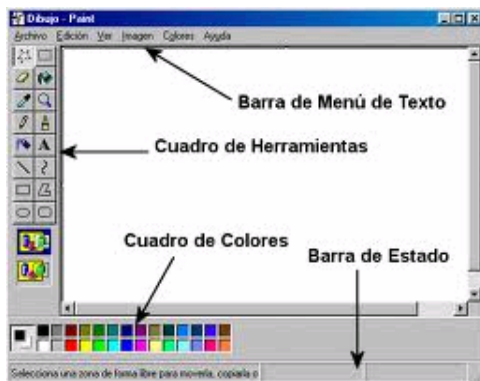 Dibujo - Paint
Archivo Edición Ver Imagen Colores Ayuda
Barra de Menú de Texto
A
Cuadro de Herramientas
Cuadro de Colores
Barra de Estado
Selecciona una zona de forma libre para moverla, copiarla o